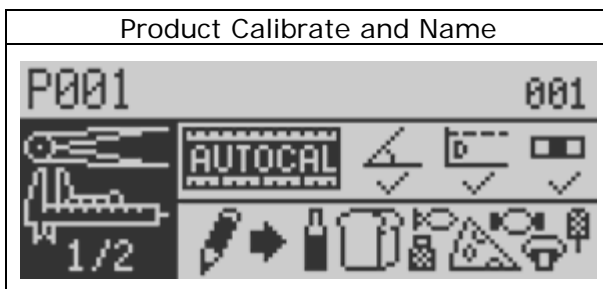 Product Calibrate and Name
P001 001
AUTOCAL
D
1/2